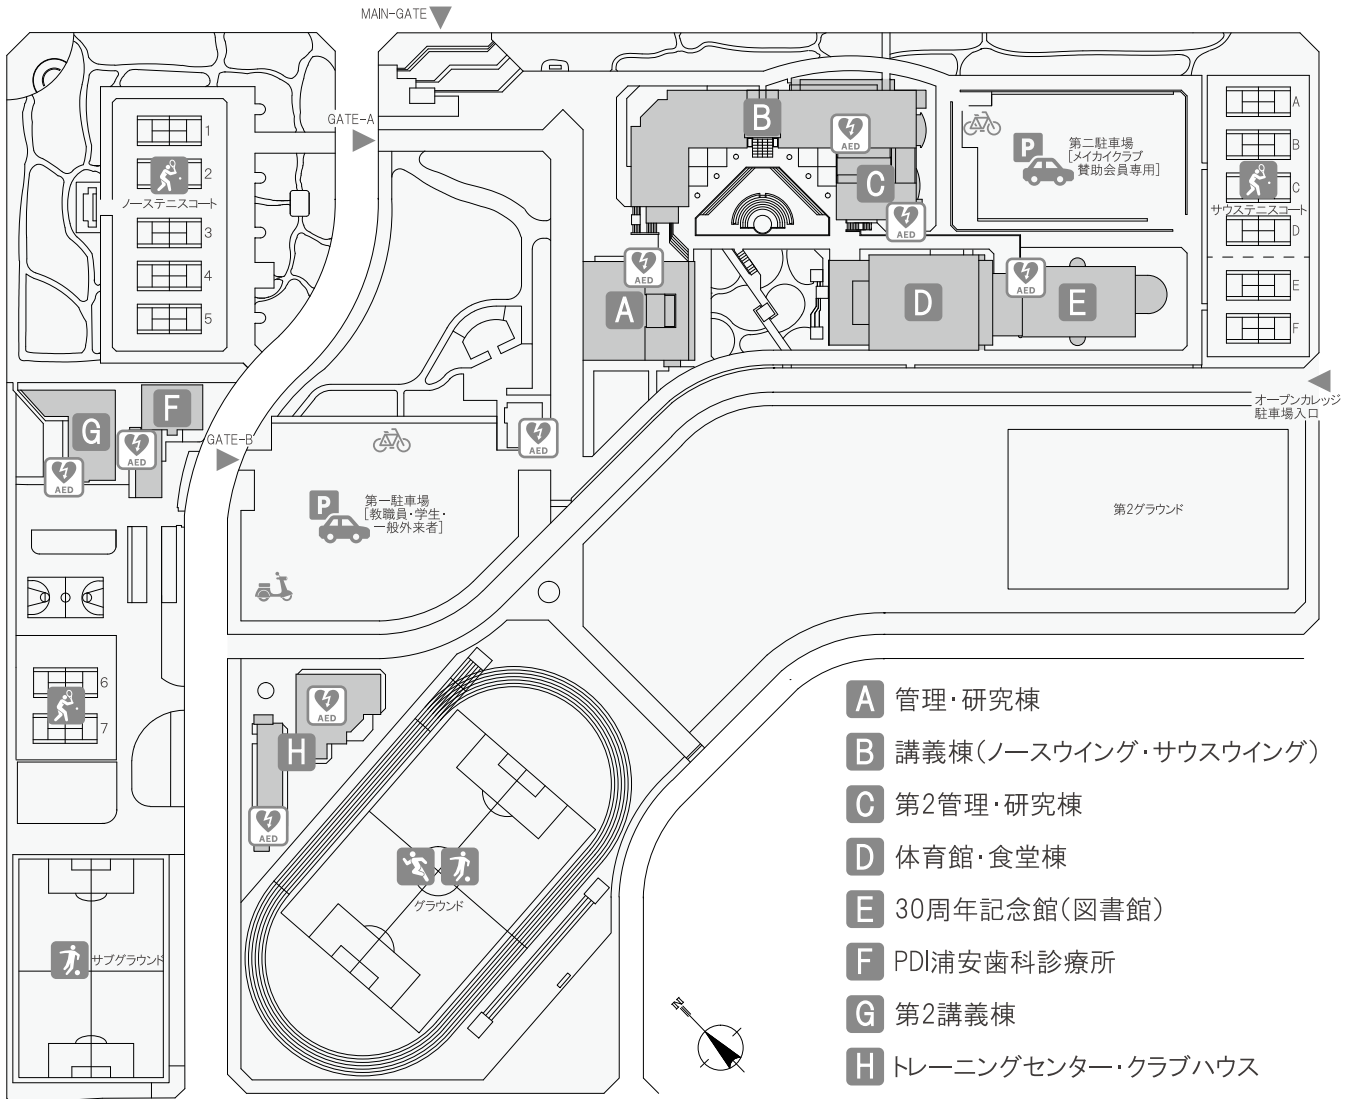 MAIN-GATE
GATE-A
1
2
ノーステニスコート
3
4
5
B
AED
C
AED
P
第二駐車場
[メイカイクラブ
賛助会員専用]
A
B
C
サウステニスコート
D
E
F
AED
A
D
AED
E
オープンカレッジ
駐車場入口
F
G
AED
AED
GATE-B
AED
P
第一駐車場
[教職員・学生・
一般外来者]
第2グラウンド
6
7
AED
H
AED
グラウンド
サブグラウンド
N
A 管理・研究棟
B 講義棟(ノースウイング・サウスウイング)
C 第2管理・研究棟
D 体育館・食堂棟
E 30周年記念館(図書館)
F PDI浦安歯科診療所
G 第2講義棟
H トレーニングセンター・クラブハウス